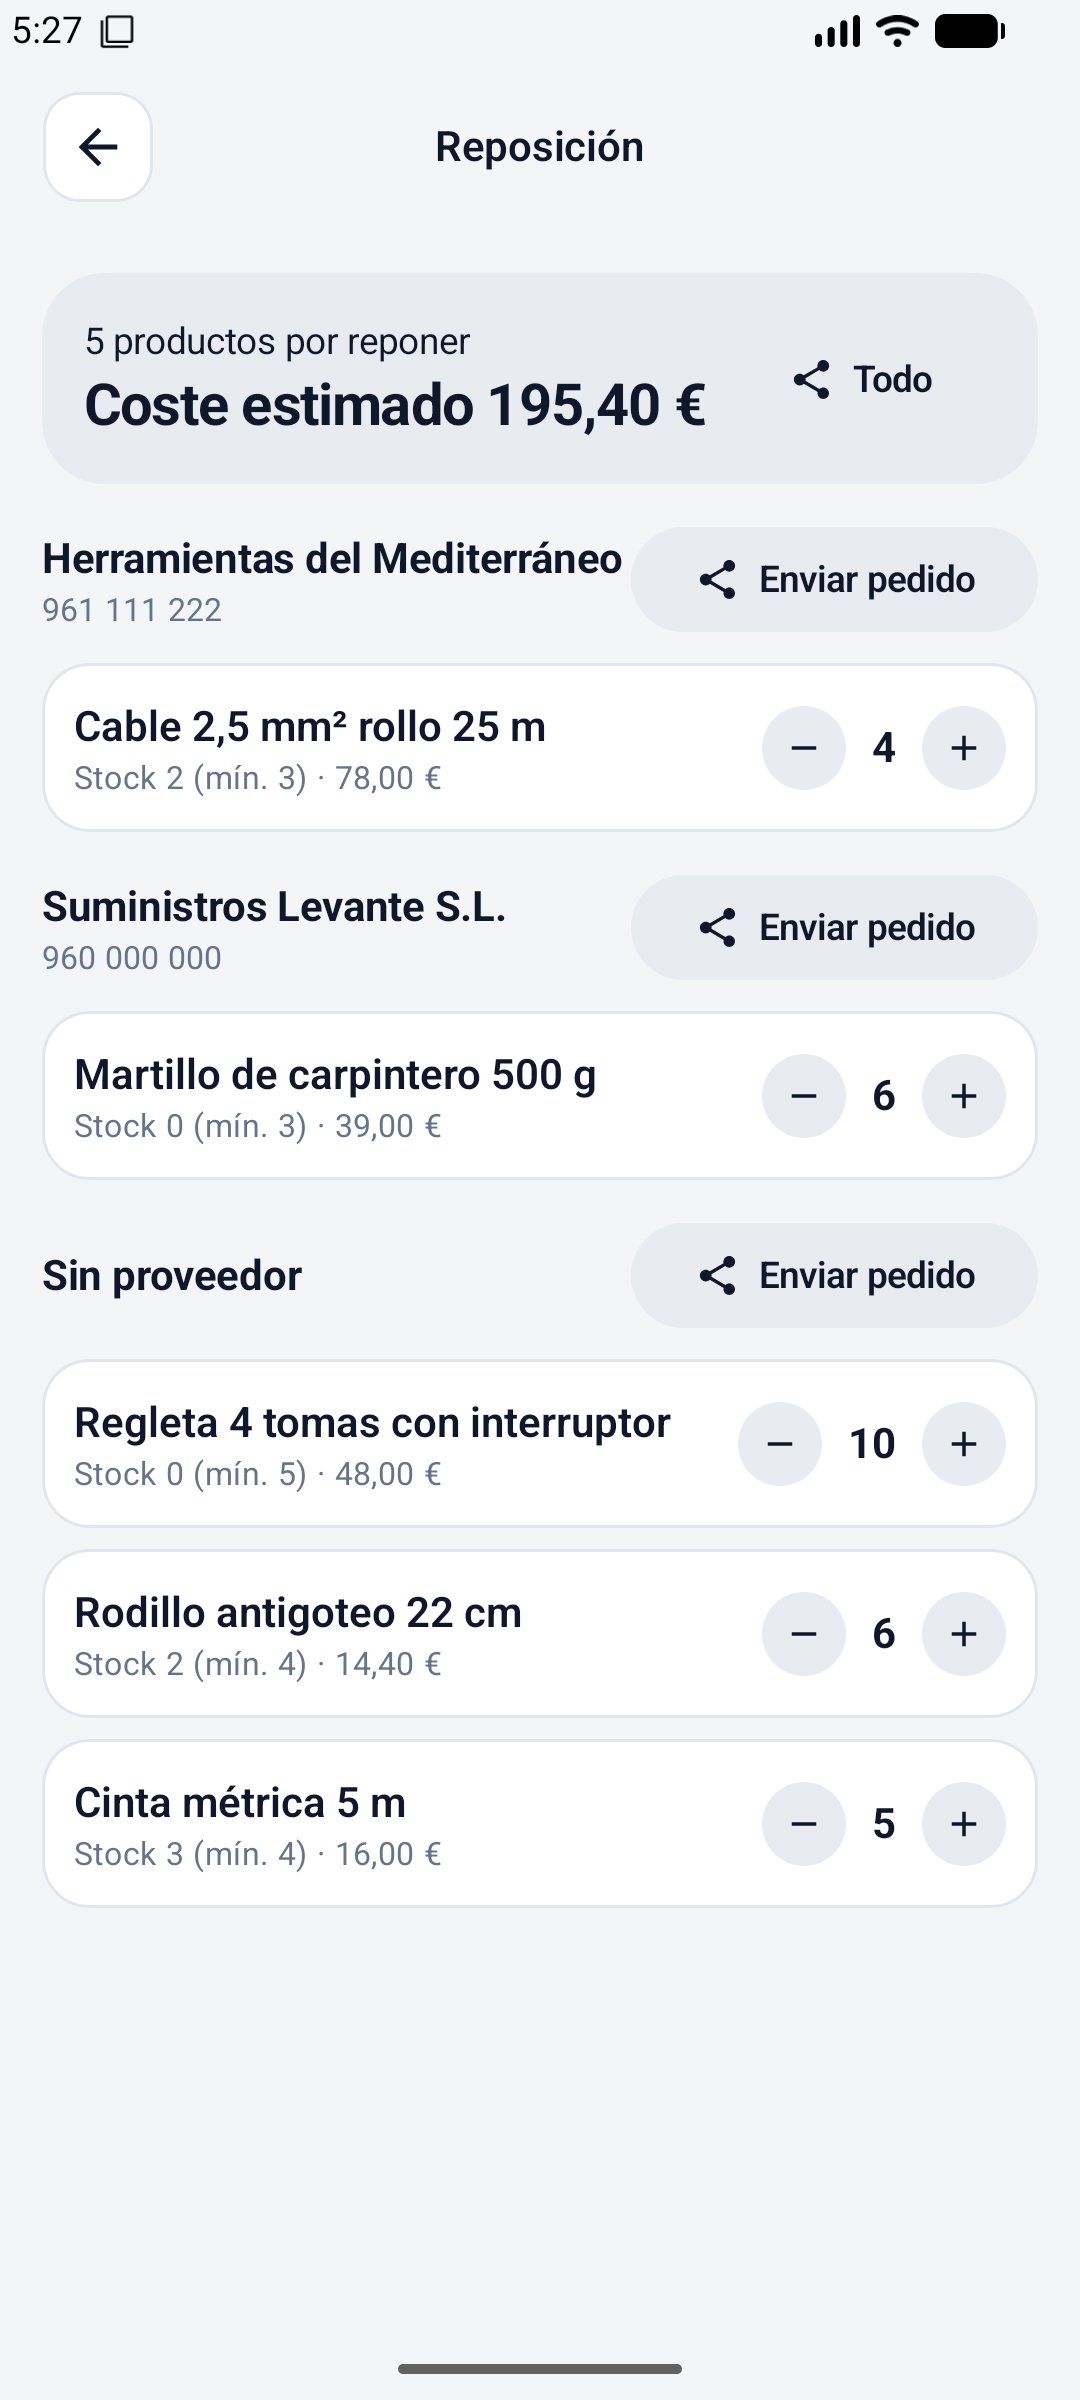 5:27
Reposición
5 productos por reponer
Coste estimado 195,40 €
Todo
Herramientas del Mediterráneo
961 111 222
Enviar pedido
Cable 2,5 mm² rollo 25 m
Stock 2 (mín. 3) · 78,00 €
− 4 +
Suministros Levante S.L.
960 000 000
Enviar pedido
Martillo de carpintero 500 g
Stock 0 (mín. 3) · 39,00 €
− 6 +
Sin proveedor
Enviar pedido
Regleta 4 tomas con interruptor
Stock 0 (mín. 5) · 48,00 €
− 10 +
Rodillo antigoteo 22 cm
Stock 2 (mín. 4) · 14,40 €
− 6 +
Cinta métrica 5 m
Stock 3 (mín. 4) · 16,00 €
− 5 +